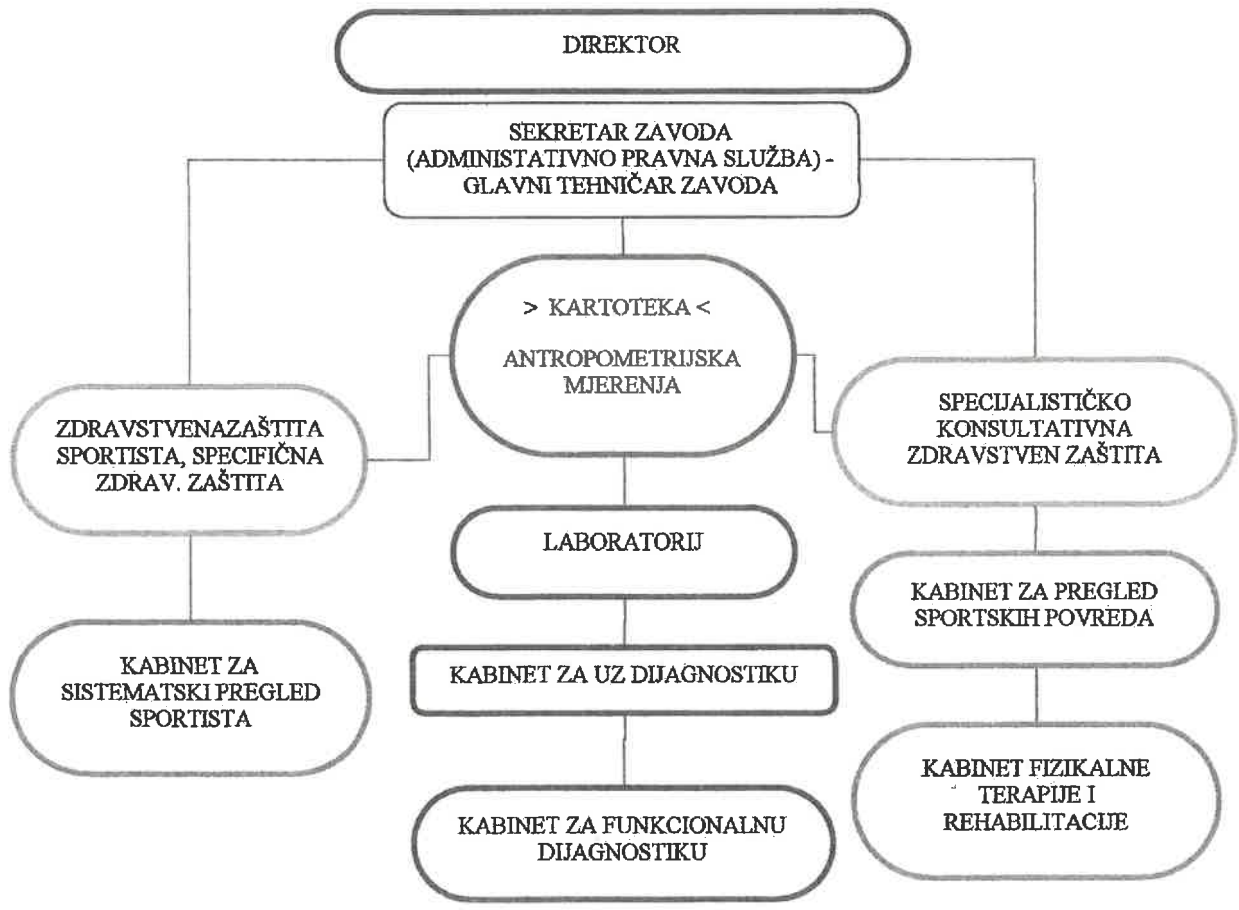 DIREKTOR
SEKRETAR ZAVODA
(ADMINISTATIVNO PRAVNA SLUŽBA) -
GLAVNI TEHNIČAR ZAVODA
> KARTOTEKA <
ANTROPOMETRIJSKA
MJERENJA
ZDRAVSTVENAZAŠTITA
SPORTISTA, SPECIFIČNA
ZDRAV. ZAŠTITA
SPECIJALISTIČKO
KONSULTATIVNA
ZDRAVSTVEN ZAŠTITA
LABORATORIJ
KABINET ZA PREGLED
SPORTSKIH POVREDA
KABINET ZA
SISTEMATSKI PREGLED
SPORTISTA
KABINET ZA UZ DIJAGNOSTIKU
KABINET FIZIKALNE
TERAPIJE I
REHABILITACIJE
KABINET ZA FUNKCIONALNU
DIJAGNOSTIKU